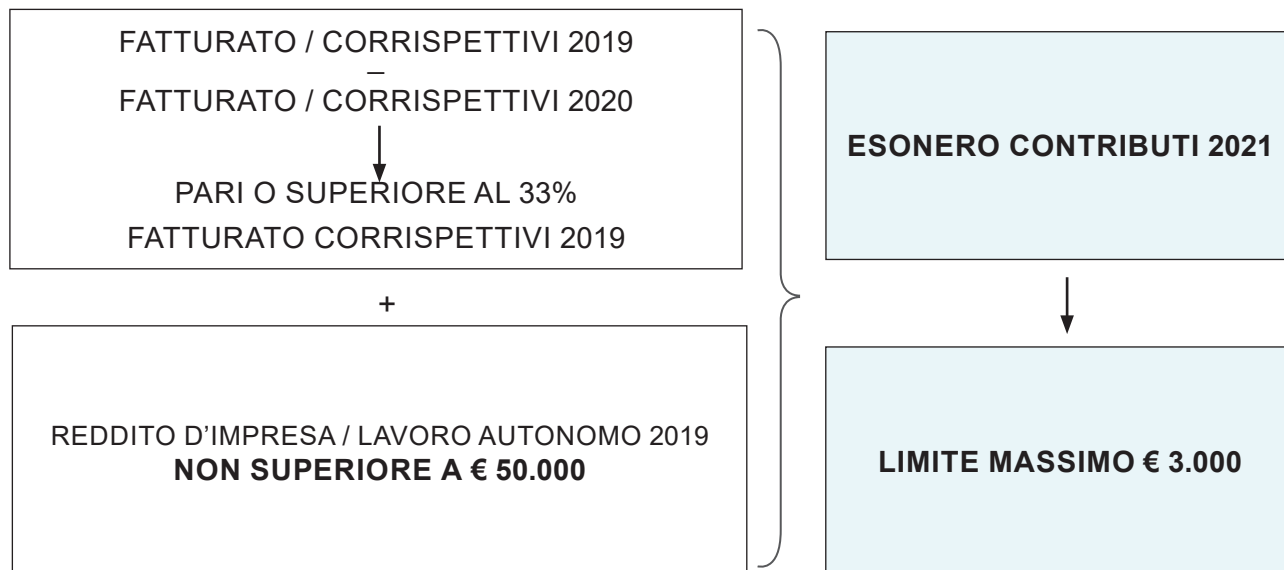 FATTURATO / CORRISPETTIVI 2019
–
FATTURATO / CORRISPETTIVI 2020
PARI O SUPERIORE AL 33%
FATTURATO CORRISPETTIVI 2019
+
REDDITO D’IMPRESA / LAVORO AUTONOMO 2019
NON SUPERIORE A € 50.000
ESONERO CONTRIBUTI 2021
LIMITE MASSIMO € 3.000